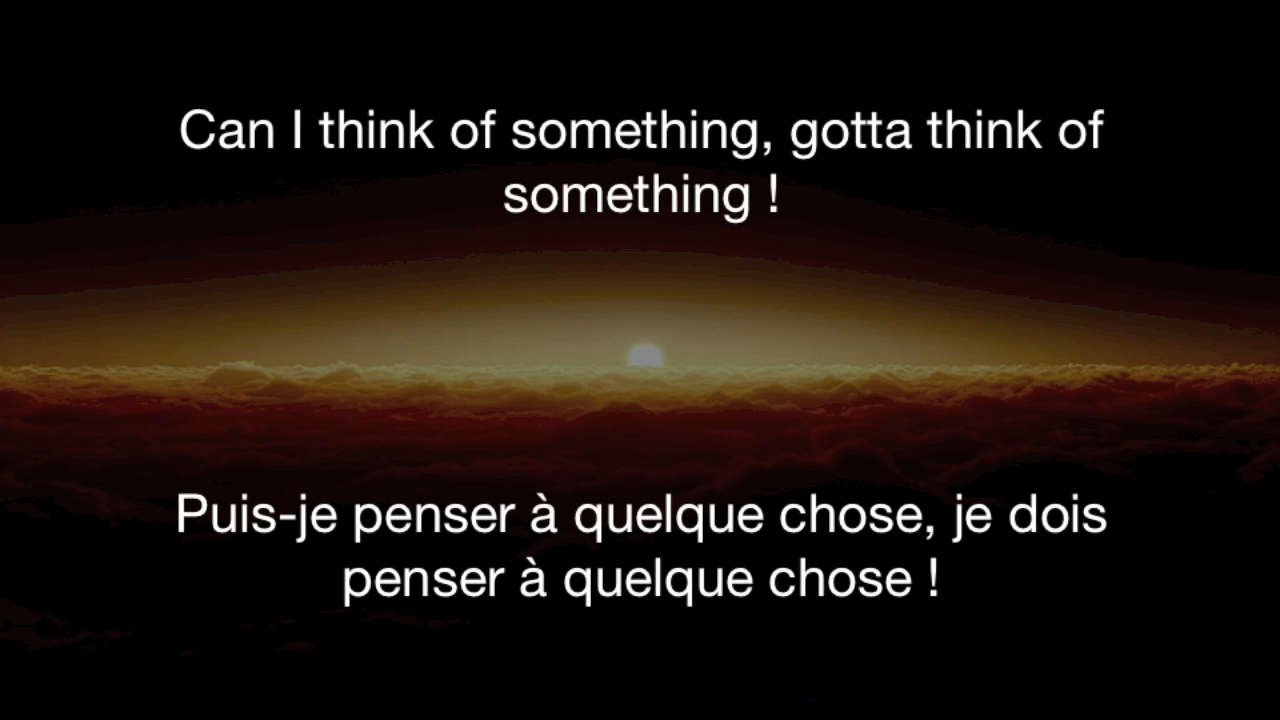 Can I think of something, gotta think of
something !
Puis-je penser à quelque chose, je dois
penser à quelque chose !